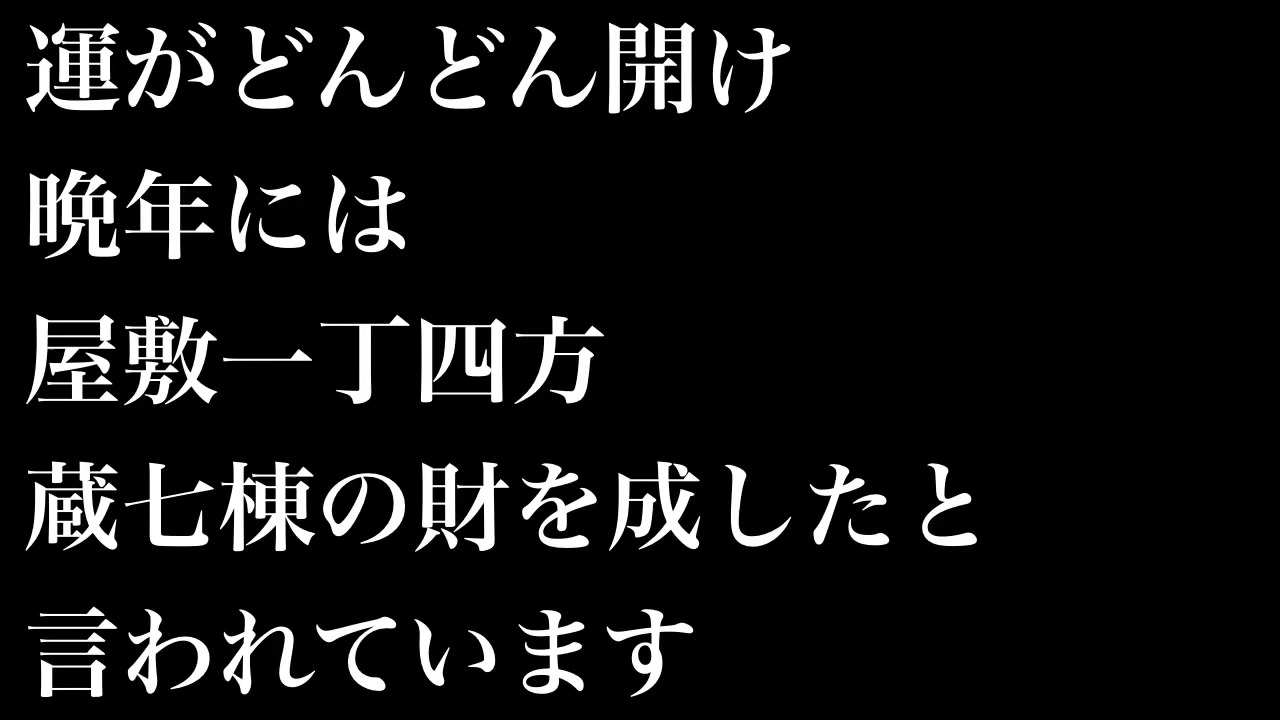 運がどんどん開け
晩年には
屋敷一丁四方
蔵七棟の財を成したと
言われています